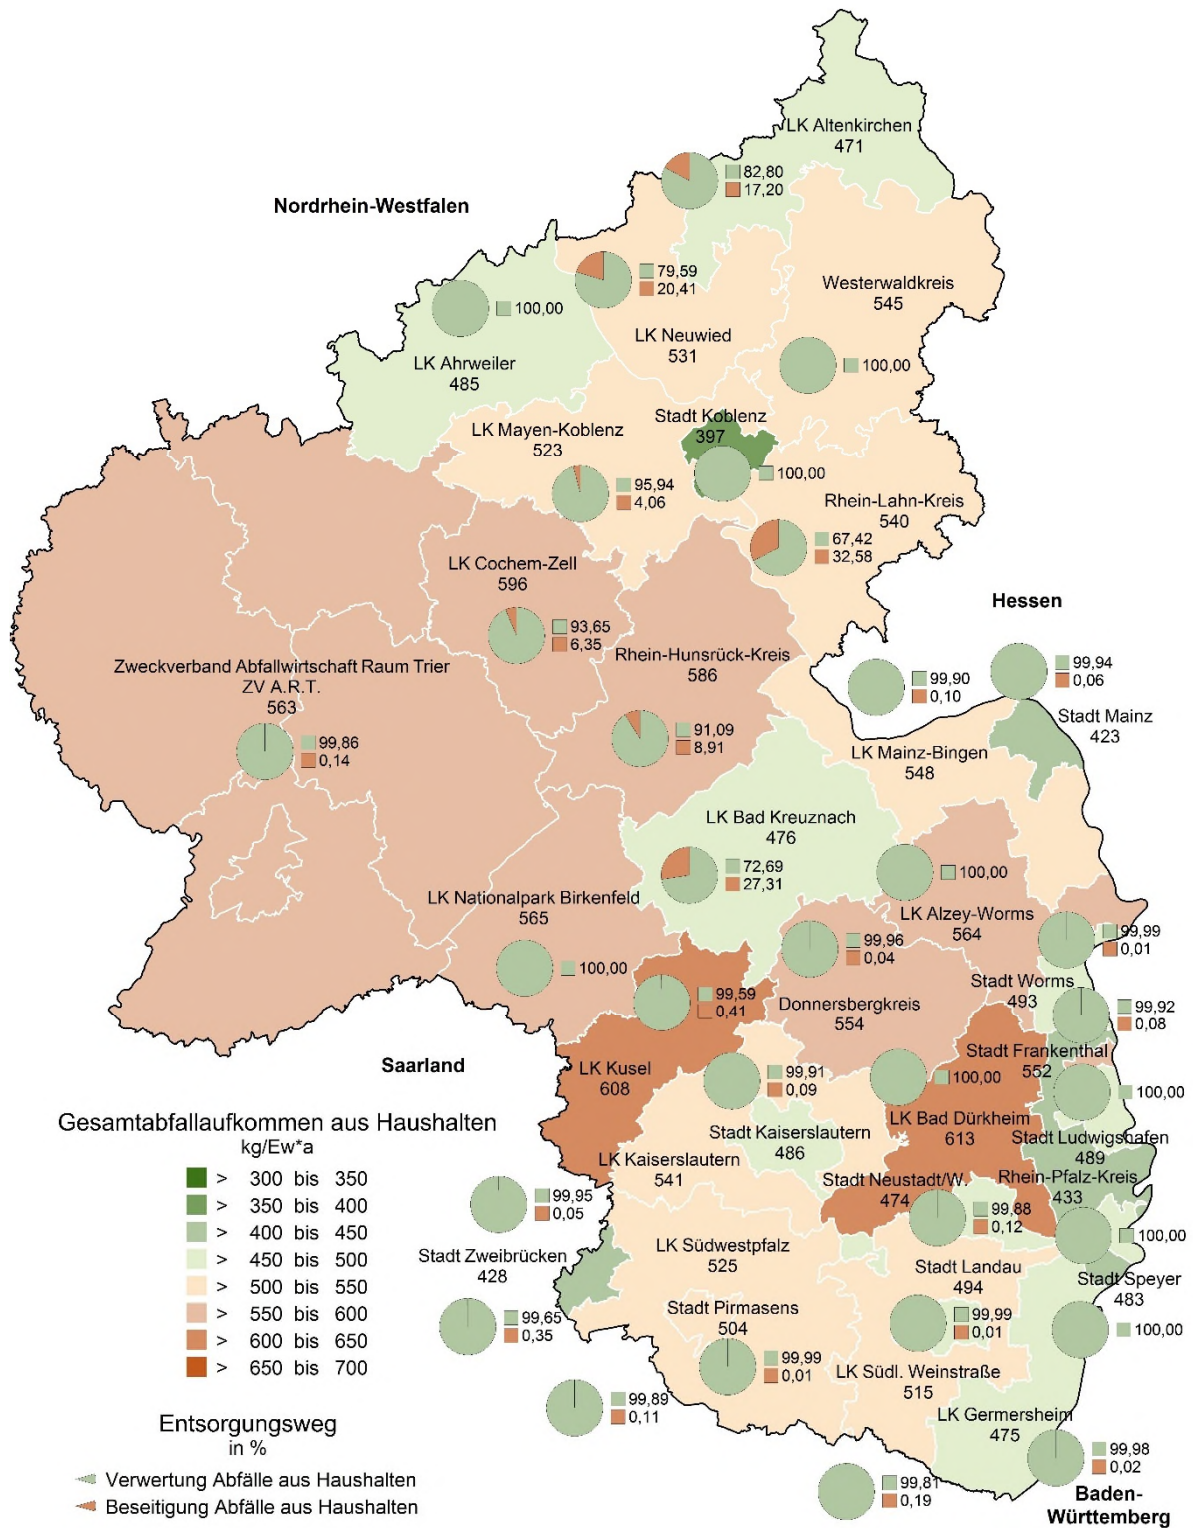 LK Altenkirchen
471
82,80
17,20
Nordrhein-Westfalen
79,59
20,41
Westerwaldkreis
545
100,00
LK Neuwied
531
LK Ahrweiler
485
100,00
Stadt Koblenz
397
LK Mayen-Koblenz
523
100,00
95,94
4,06
Rhein-Lahn-Kreis
540
67,42
32,58
LK Cochem-Zell
596
Hessen
93,65
6,35
Rhein-Hunsrück-Kreis
586
Zweckverband Abfallwirtschaft Raum Trier
ZV A.R.T.
563
99,86
0,14
99,90
0,10
99,94
0,06
Stadt Mainz
423
91,09
8,91
LK Mainz-Bingen
548
LK Bad Kreuznach
476
72,69
27,31
100,00
LK Nationalpark Birkenfeld
565
100,00
LK Alzey-Worms
564
99,96
0,04
99,99
0,01
Stadt Worms
493
99,59
0,41
Donnersbergkreis
554
99,92
0,08
Saarland
LK Kusel
608
Stadt Frankenthal
552
99,91
0,09
100,00
100,00
LK Bad Dürkheim
613
Stadt Kaiserslautern
486
Stadt Ludwigshafen
489
LK Kaiserslautern
541
Stadt Neustadt/W.
474
Rhein-Pfalz-Kreis
433
99,95
0,05
99,88
0,12
100,00
Stadt Zweibrücken
428
LK Südwestpfalz
525
Stadt Landau
494
Stadt Speyer
483
99,65
0,35
Stadt Pirmasens
504
99,99
0,01
100,00
99,99
0,01
LK Südl. Weinstraße
515
99,89
0,11
LK Germersheim
475
99,98
0,02
99,81
0,19
Baden-
Württemberg
Gesamtabfallaufkommen aus Haushalten
kg/Ew*a
> 300 bis 350
> 350 bis 400
> 400 bis 450
> 450 bis 500
> 500 bis 550
> 550 bis 600
> 600 bis 650
> 650 bis 700
Entsorgungsweg
in %
Verwertung Abfälle aus Haushalten
Beseitigung Abfälle aus Haushalten